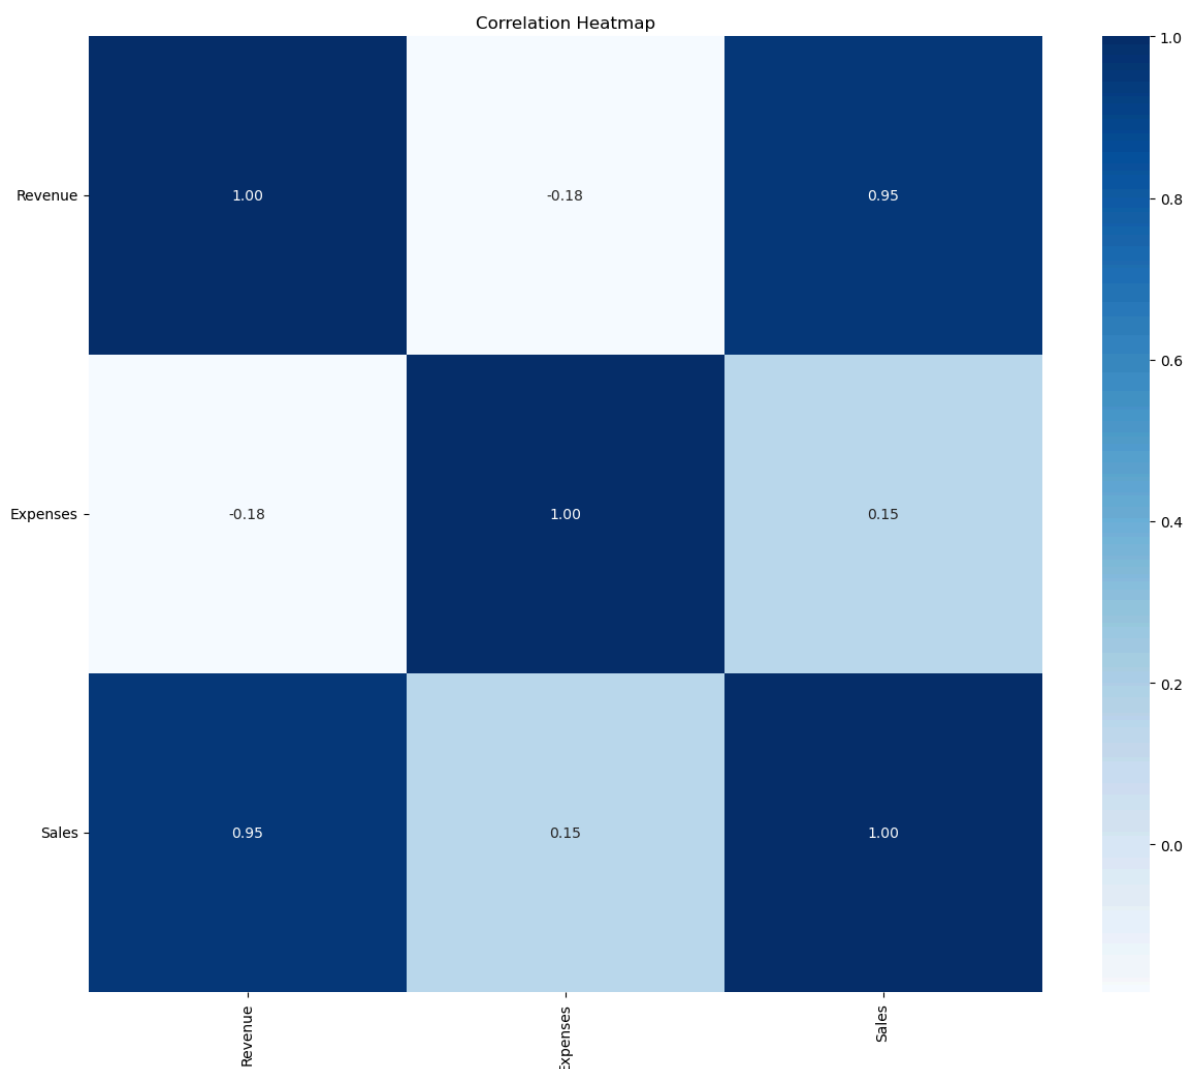 Correlation Heatmap
1.0
Revenue 1.00 -0.18 0.95
0.8
0.6
Expenses -0.18 1.00 0.15
0.4
0.2
Sales 0.95 0.15 1.00
0.0
Revenue Expenses Sales